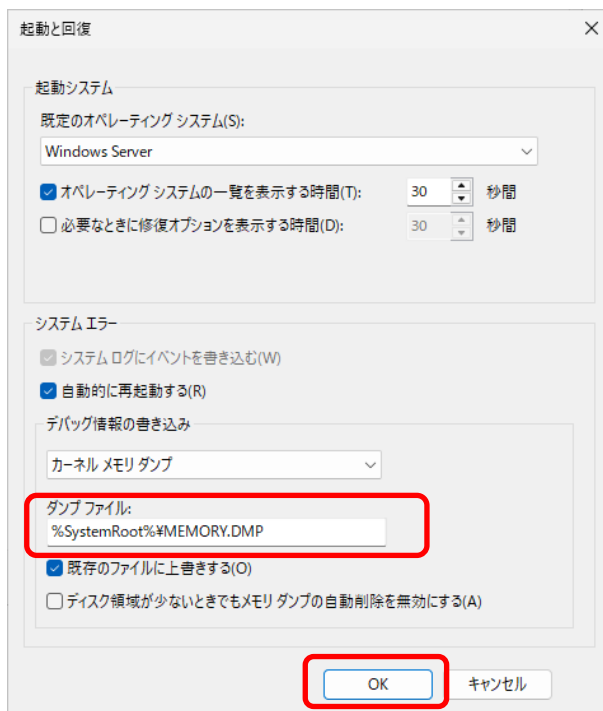 起動と回復
起動システム
既定のオペレーティング システム(S):
Windows Server
オペレーティング システムの一覧を表示する時間(T): 30 秒間
必要なときに修復オプションを表示する時間(D): 30 秒間
システム エラー
システム ログにイベントを書き込む(W)
自動的に再起動する(R)
デバッグ情報の書き込み
カーネル メモリ ダンプ
ダンプ ファイル:
%SystemRoot%¥MEMORY.DMP
既存のファイルに上書きする(O)
ディスク領域が少ないときでもメモリ ダンプの自動削除を無効にする(A)
OK キャンセル